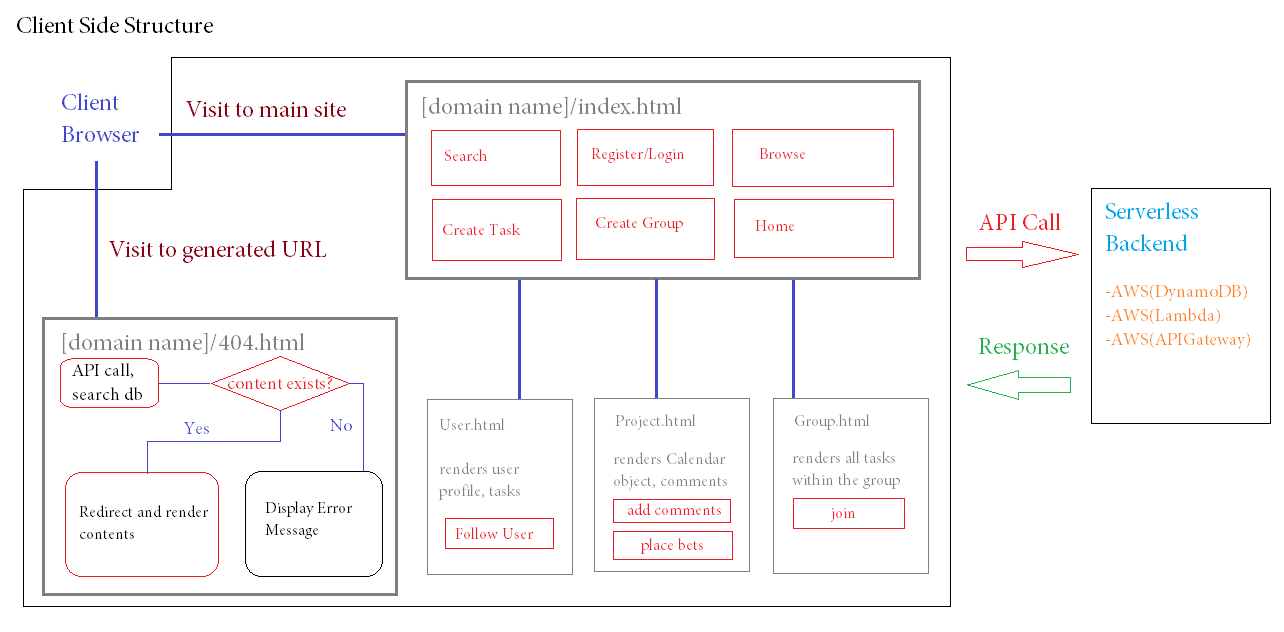 Client Side Structure
Client
Browser
Visit to main site
[domain name]/index.html
Search
Register/Login
Browse
Create Task
Create Group
Home
Visit to generated URL
[domain name]/404.html
API call,
search db
content exists?
Yes
No
Redirect and render
contents
Display Error
Message
User.html
renders user
profile, tasks
Follow User
Project.html
renders Calendar
object, comments
add comments
place bets
Group.html
renders all tasks
within the group
join
API Call
Response
Serverless
Backend
-AWS(DynamoDB)
-AWS(Lambda)
-AWS(APIGateway)